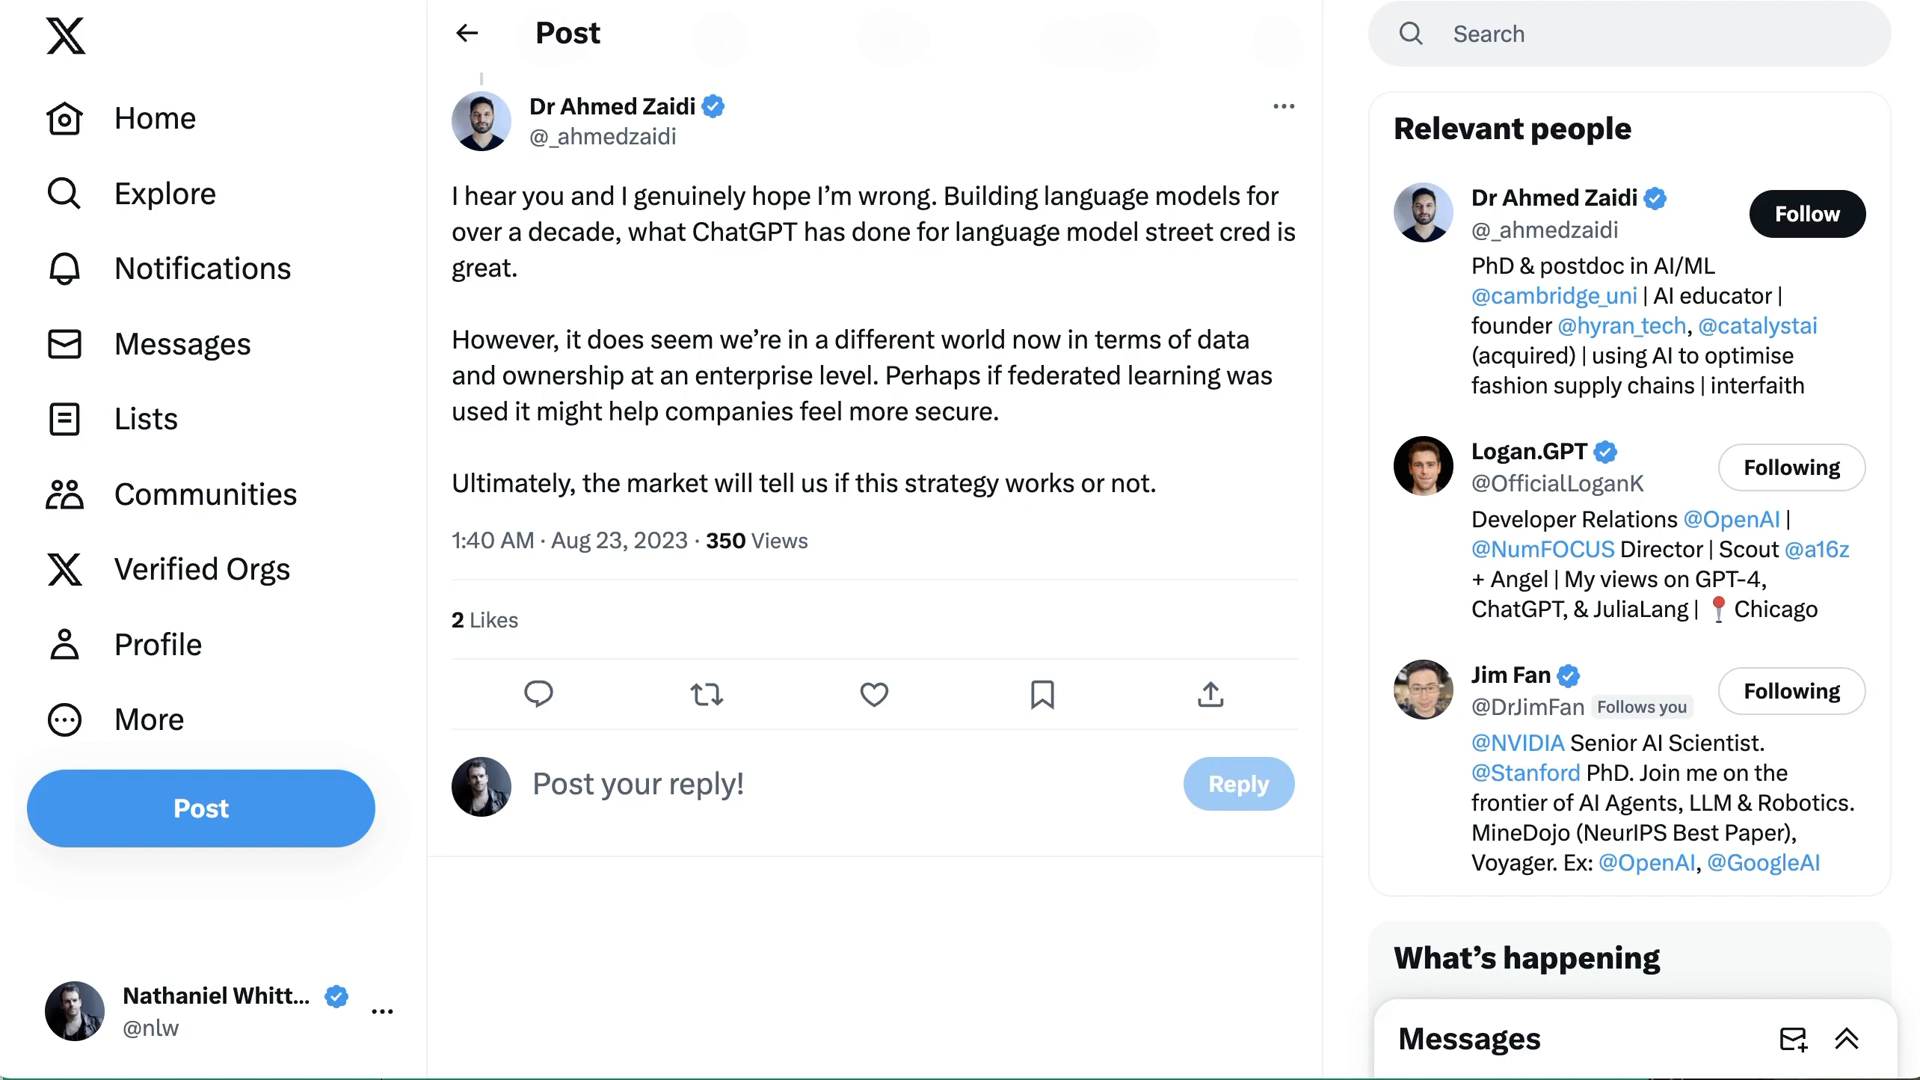 Home
Explore
Notifications
Messages
Lists
Communities
Verified Orgs
Profile
More
Post
Nathaniel Whitt...
@nlw
Post
Dr Ahmed Zaidi
@_ahmedzaidi
I hear you and I genuinely hope I’m wrong. Building language models for
over a decade, what ChatGPT has done for language model street cred is
great.
However, it does seem we’re in a different world now in terms of data
and ownership at an enterprise level. Perhaps if federated learning was
used it might help companies feel more secure.
Ultimately, the market will tell us if this strategy works or not.
1:40 AM · Aug 23, 2023 · 350 Views
2 Likes
Post your reply!
Reply
Search
Relevant people
Dr Ahmed Zaidi
@_ahmedzaidi
Follow
PhD & postdoc in AI/ML
@cambridge_uni | AI educator |
founder @hyran_tech, @catalystai
(acquired) | using AI to optimise
fashion supply chains | interfaith
Logan.GPT
@OfficialLoganK
Following
Developer Relations @OpenAI |
@NumFOCUS Director | Scout @a16z
+ Angel | My views on GPT-4,
ChatGPT, & JuliaLang | 📍 Chicago
Jim Fan
@DrJimFan Follows you
Following
@NVIDIA Senior AI Scientist.
@Stanford PhD. Join me on the
frontier of AI Agents, LLM & Robotics.
MineDojo (NeurIPS Best Paper),
Voyager. Ex: @OpenAI, @GoogleAI
What’s happening
Messages